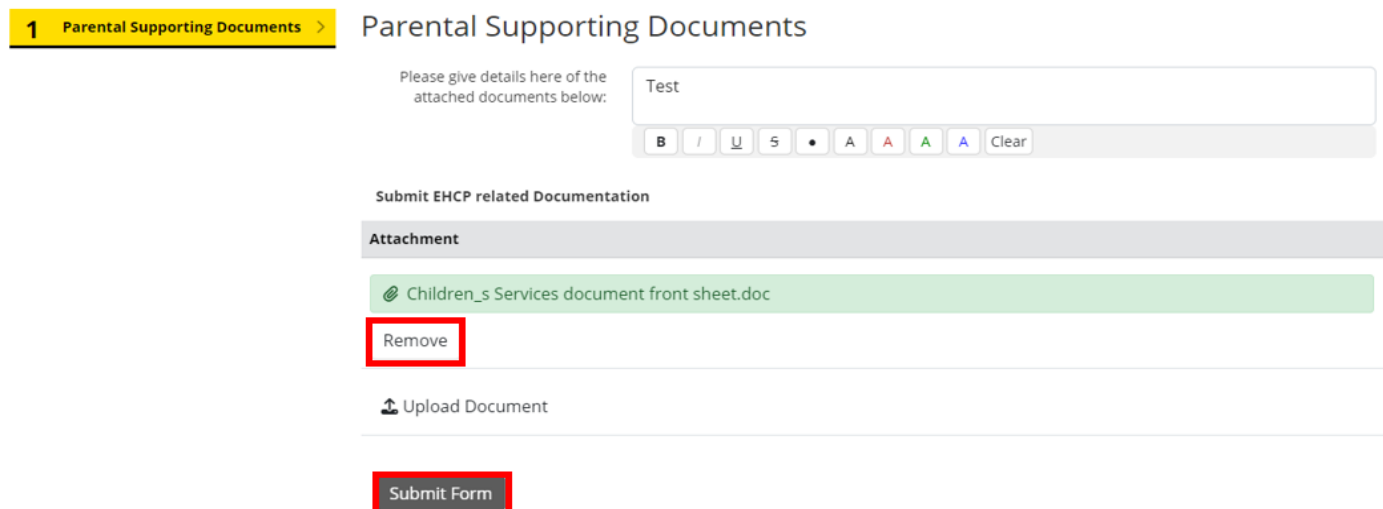 1 Parental Supporting Documents >
Parental Supporting Documents
Please give details here of the
attached documents below:
Test
B I U S • A A A A Clear
Submit EHCP related Documentation
Attachment
Children_s Services document front sheet.doc
Remove
Upload Document
Submit Form